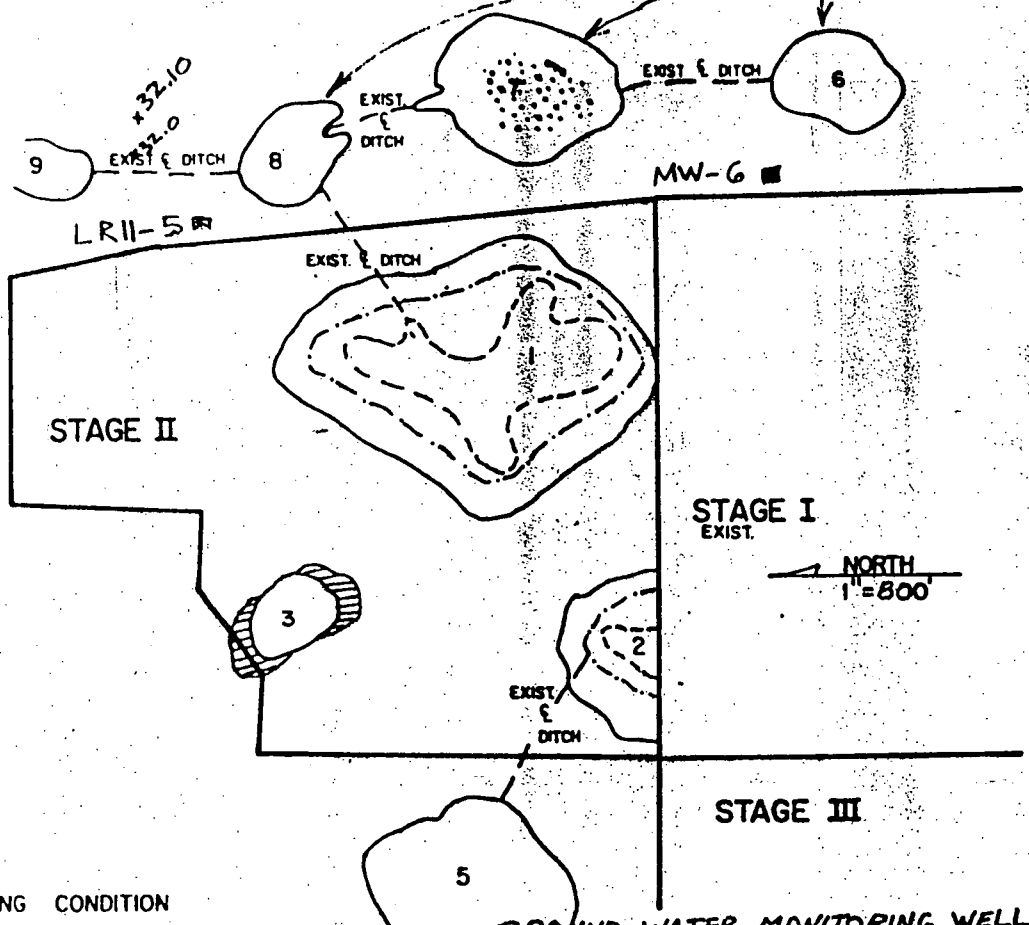 EXIST ℄ DITCH
6
x32.10
EXIST.
℄
DITCH
32.0
9
EXIST ℄ DITCH
8
MW-6
LR11-5
EXIST. ℄ DITCH
1
STAGE II
STAGE I
EXIST.
NORTH
1"=800'
3
2
EXIST.
℄
DITCH
STAGE III
5
NG CONDITION
GROUND WATER MONITORING WELL